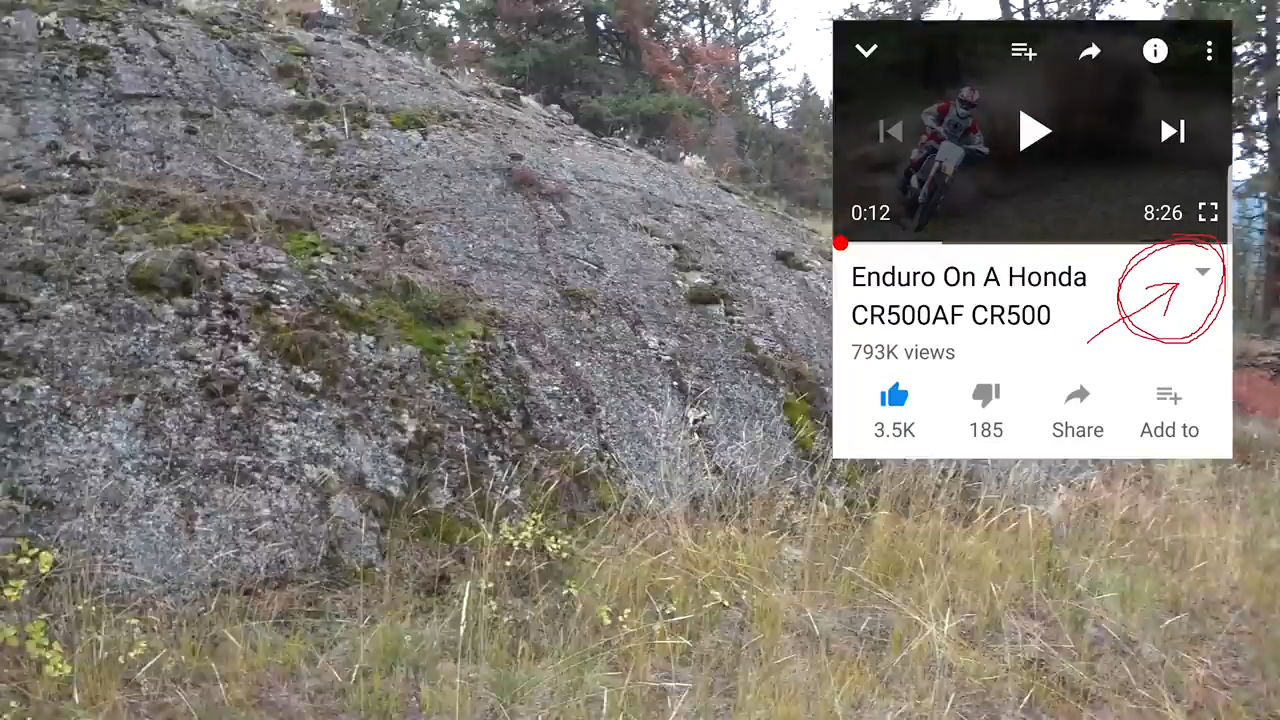 0:12
8:26
Enduro On A Honda
CR500AF CR500
793K views
3.5K
185
Share
Add to